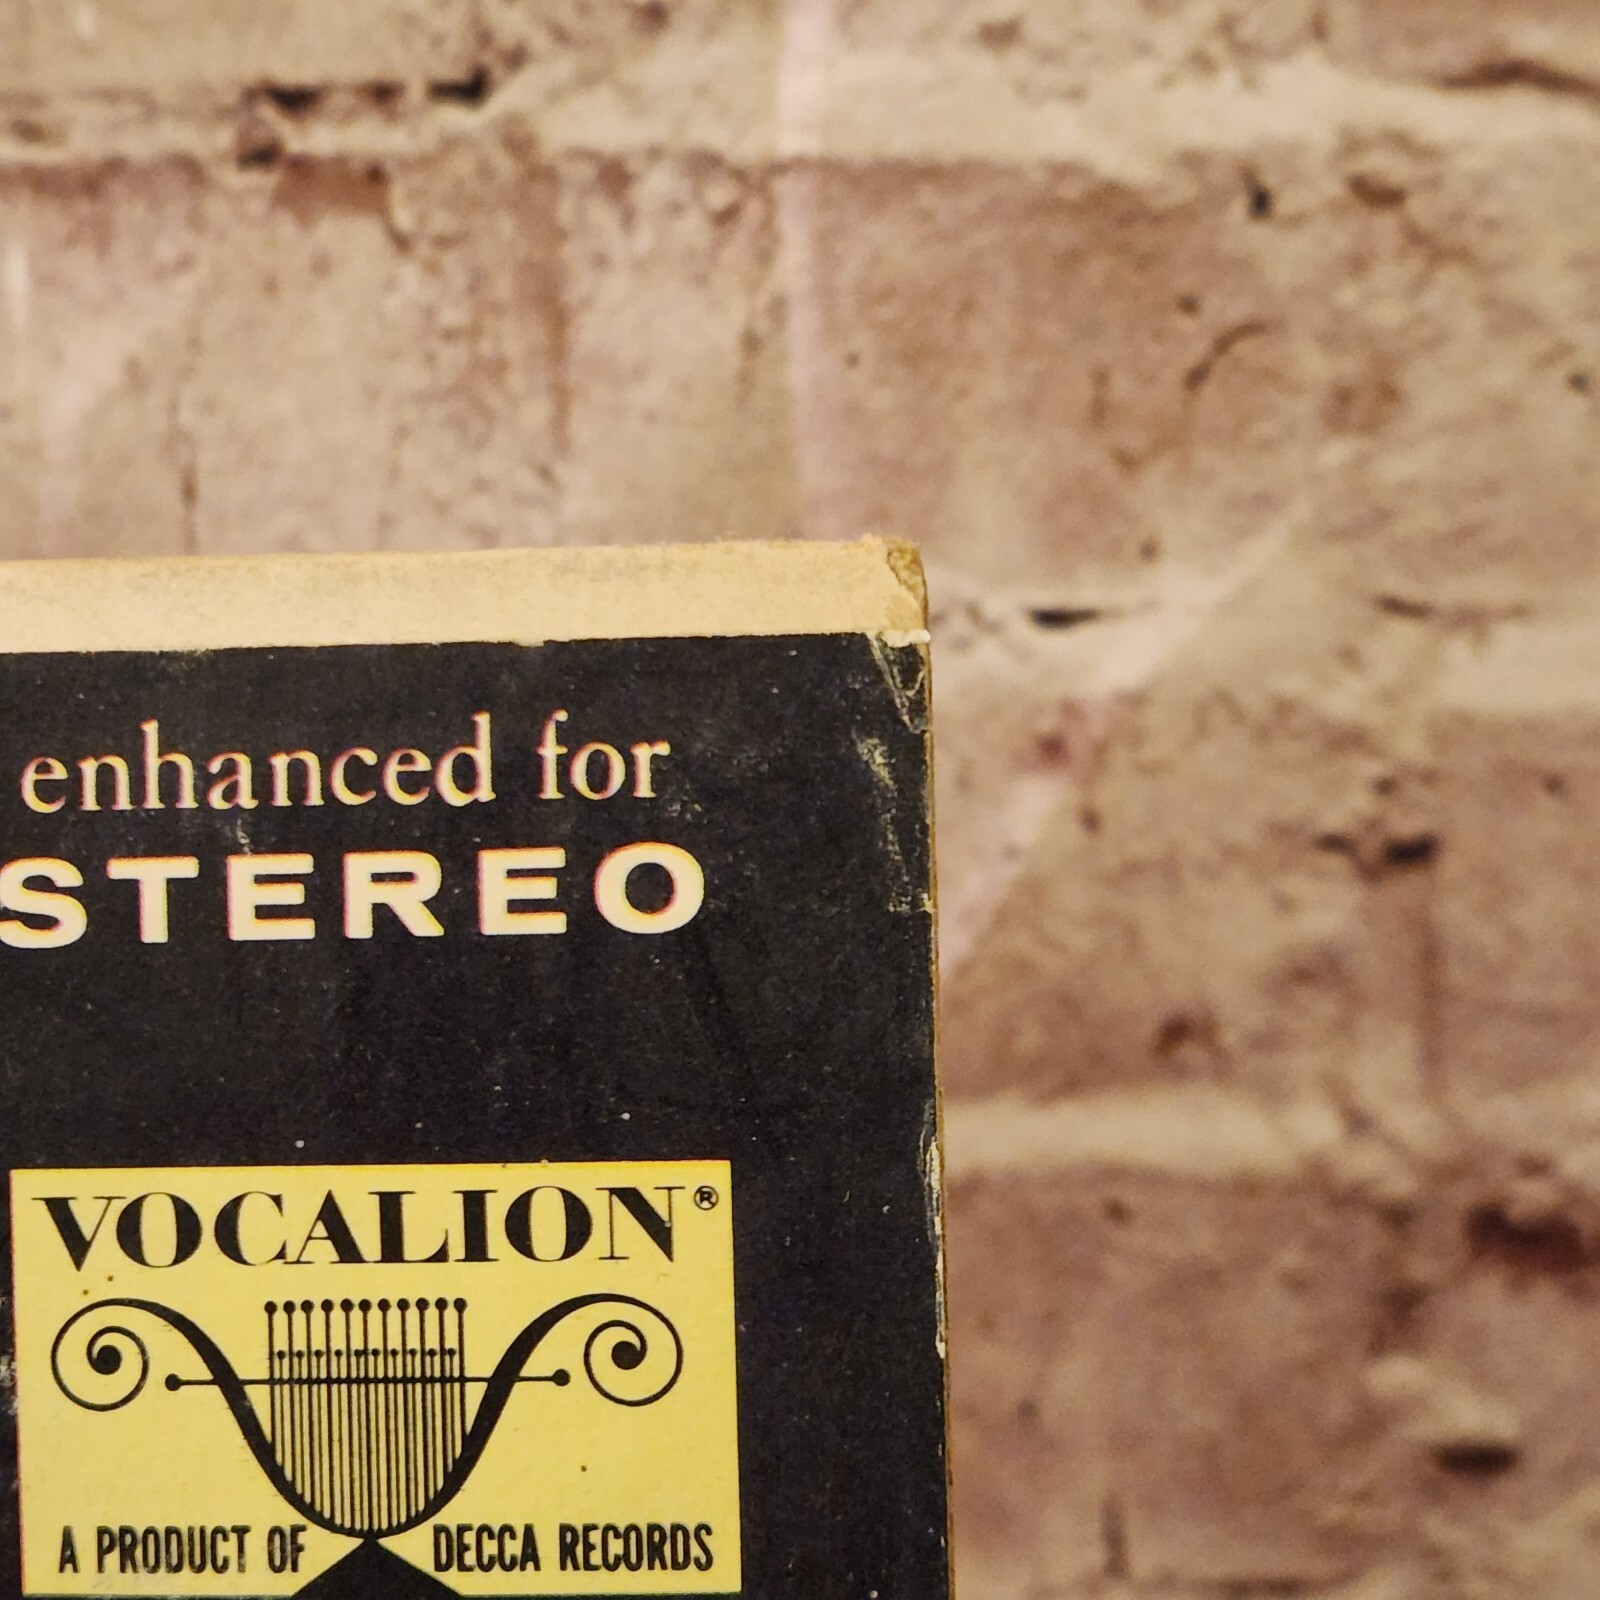 enhanced for
STEREO
VOCALION®
A PRODUCT OF DECCA RECORDS